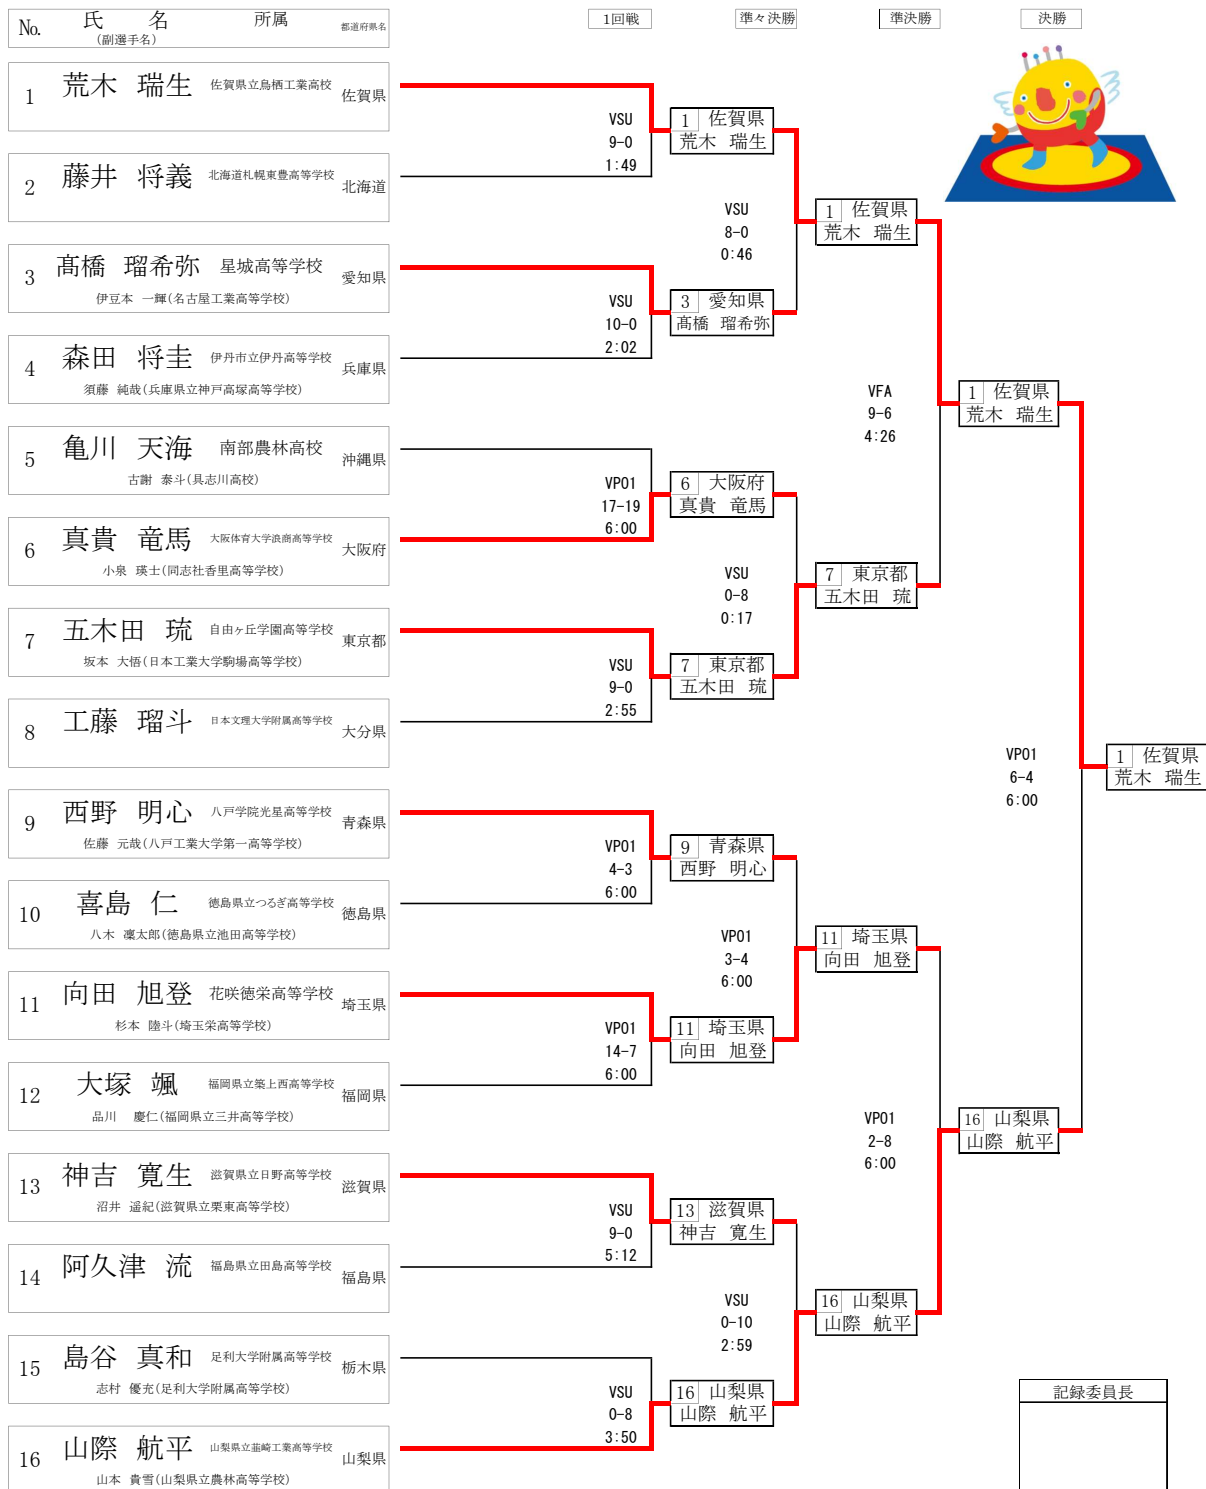 No. 氏 名 所属 都道府県名
(副選手名)
1回戦 準々決勝 準決勝 決勝
1 荒木 瑞生 佐賀県立鳥栖工業高校 佐賀県
2 藤井 将義 北海道札幌東豊高等学校 北海道
3 髙橋 瑠希弥 星城高等学校 愛知県
伊豆本 一輝(名古屋工業高等学校)
4 森田 将圭 伊丹市立伊丹高等学校 兵庫県
須藤 純哉(兵庫県立神戸高塚高等学校)
5 亀川 天海 南部農林高校 沖縄県
古謝 泰斗(具志川高校)
6 真貴 竜馬 大阪体育大学浪商高等学校 大阪府
小泉 瑛士(同志社香里高等学校)
7 五木田 琉 自由ヶ丘学園高等学校 東京都
坂本 大悟(日本工業大学駒場高等学校)
8 工藤 瑠斗 日本文理大学附属高等学校 大分県
9 西野 明心 八戸学院光星高等学校 青森県
佐藤 元哉(八戸工業大学第一高等学校)
10 喜島 仁 徳島県立つるぎ高等学校 徳島県
八木 凜太郎(徳島県立池田高等学校)
11 向田 旭登 花咲徳栄高等学校 埼玉県
杉本 陸斗(埼玉栄高等学校)
12 大塚 颯 福岡県立築上西高等学校 福岡県
品川 慶仁(福岡県立三井高等学校)
13 神吉 寛生 滋賀県立日野高等学校 滋賀県
沼井 遥紀(滋賀県立栗東高等学校)
14 阿久津 流 福島県立田島高等学校 福島県
15 島谷 真和 足利大学附属高等学校 栃木県
志村 優充(足利大学附属高等学校)
16 山際 航平 山梨県立韮崎工業高等学校 山梨県
山本 貴雪(山梨県立農林高等学校)
VSU
9-0
1:49
VSU
10-0
2:02
VPO1
17-19
6:00
VSU
9-0
2:55
VPO1
4-3
6:00
VPO1
14-7
6:00
VSU
9-0
5:12
VSU
0-8
3:50
1 佐賀県
荒木 瑞生
3 愛知県
髙橋 瑠希弥
6 大阪府
真貴 竜馬
7 東京都
五木田 琉
9 青森県
西野 明心
11 埼玉県
向田 旭登
13 滋賀県
神吉 寛生
16 山梨県
山際 航平
VSU
8-0
0:46
VSU
0-8
0:17
VPO1
3-4
6:00
VSU
0-10
2:59
1 佐賀県
荒木 瑞生
7 東京都
五木田 琉
11 埼玉県
向田 旭登
16 山梨県
山際 航平
VFA
9-6
4:26
VPO1
2-8
6:00
1 佐賀県
荒木 瑞生
16 山梨県
山際 航平
VPO1
6-4
6:00
1 佐賀県
荒木 瑞生
記録委員長